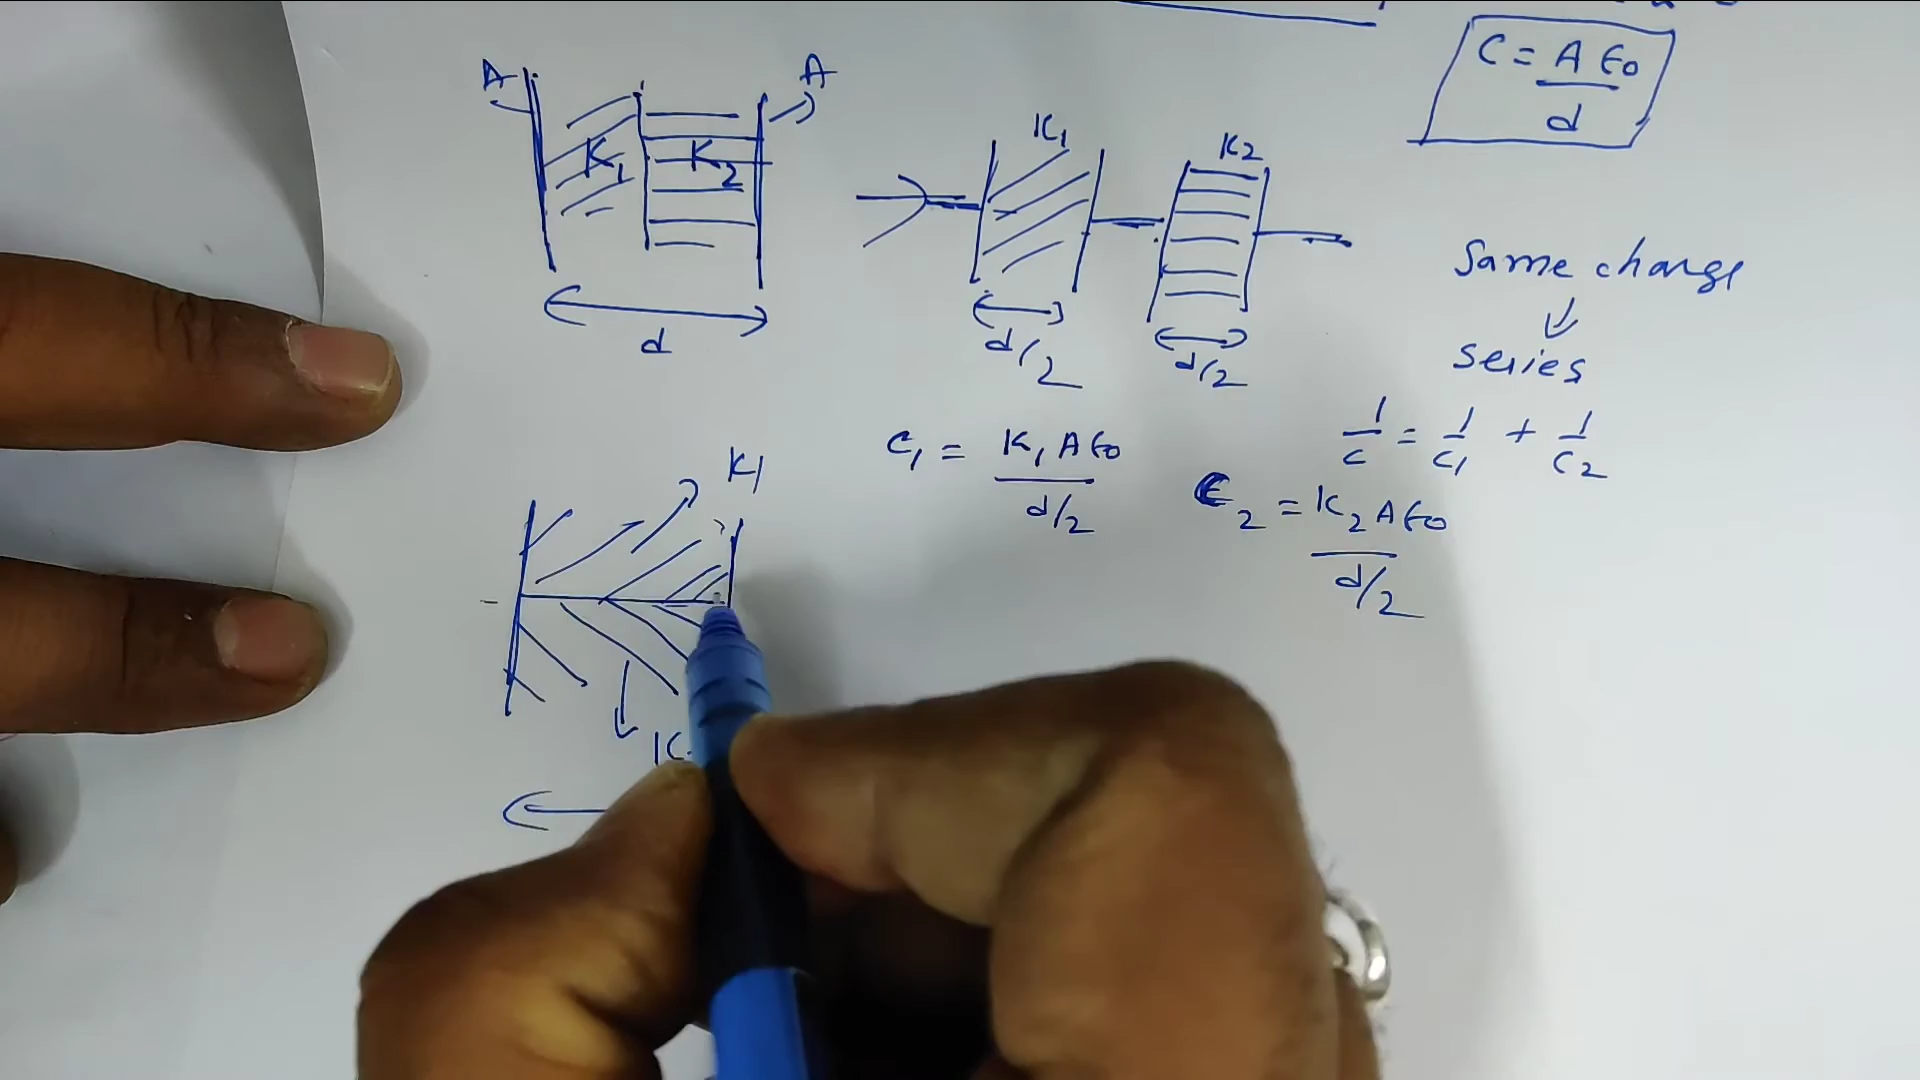 C = A ϵ0 / d
A A
K1 K2
d
K1 K2
d/2 d/2
Same charge
↓
series
1/C = 1/C1 + 1/C2
C1 = K1 A ϵ0 / d/2
C2 = K2 A ϵ0 / d/2
K1
K